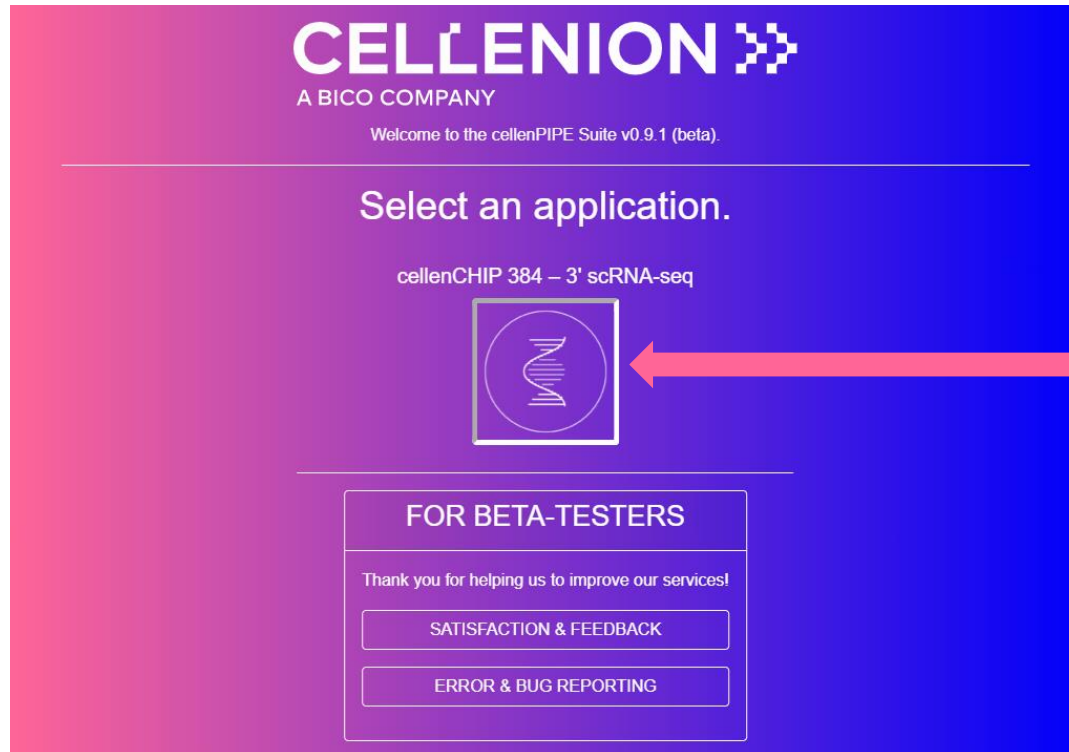 CELLENION
A BICO COMPANY
Welcome to the cellenPIPE Suite v0.9.1 (beta).
Select an application.
cellenCHIP 384 – 3' scRNA-seq
FOR BETA-TESTERS
Thank you for helping us to improve our services!
SATISFACTION & FEEDBACK
ERROR & BUG REPORTING